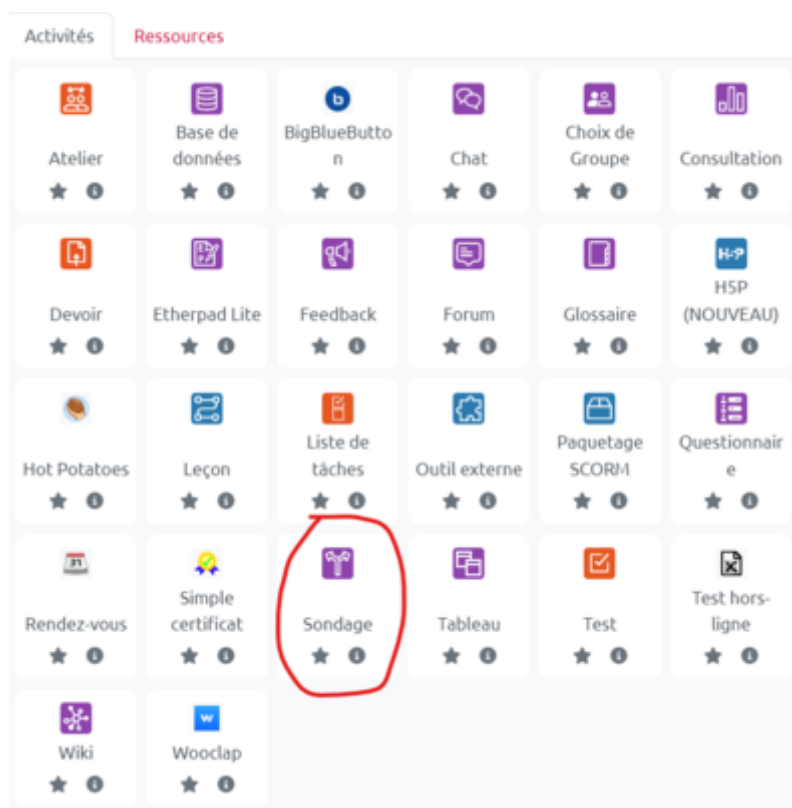 Activités Ressources
Atelier
Base de
données
BigBlueButto
n
Chat
Choix de
Groupe
Consultation
Devoir
Etherpad Lite
Feedback
Forum
Glossaire
H5P
H5P
(NOUVEAU)
Hot Potatoes
Leçon
Liste de
tâches
Outil externe
Paquetage
SCORM
Questionnair
e
31
Rendez-vous
Simple
certificat
Sondage
Tableau
Test
Test hors-
ligne
Wiki
w
Wooclap